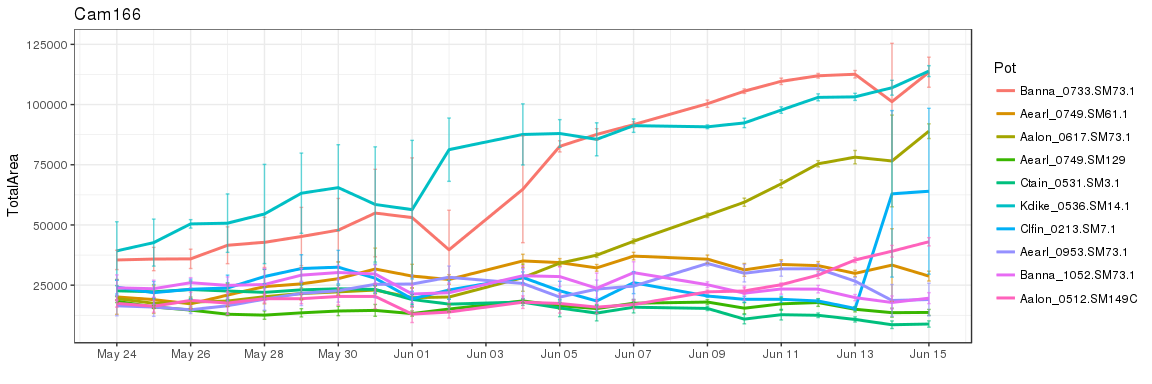 Cam166
TotalArea
125000
100000
75000
50000
25000
May 24
May 26
May 28
May 30
Jun 01
Jun 03
Jun 05
Jun 07
Jun 09
Jun 11
Jun 13
Jun 15
Pot
Banna_0733.SM73.1
Aearl_0749.SM61.1
Aalon_0617.SM73.1
Aearl_0749.SM129
Ctain_0531.SM3.1
Kdike_0536.SM14.1
Clfin_0213.SM7.1
Aearl_0953.SM73.1
Banna_1052.SM73.1
Aalon_0512.SM149C